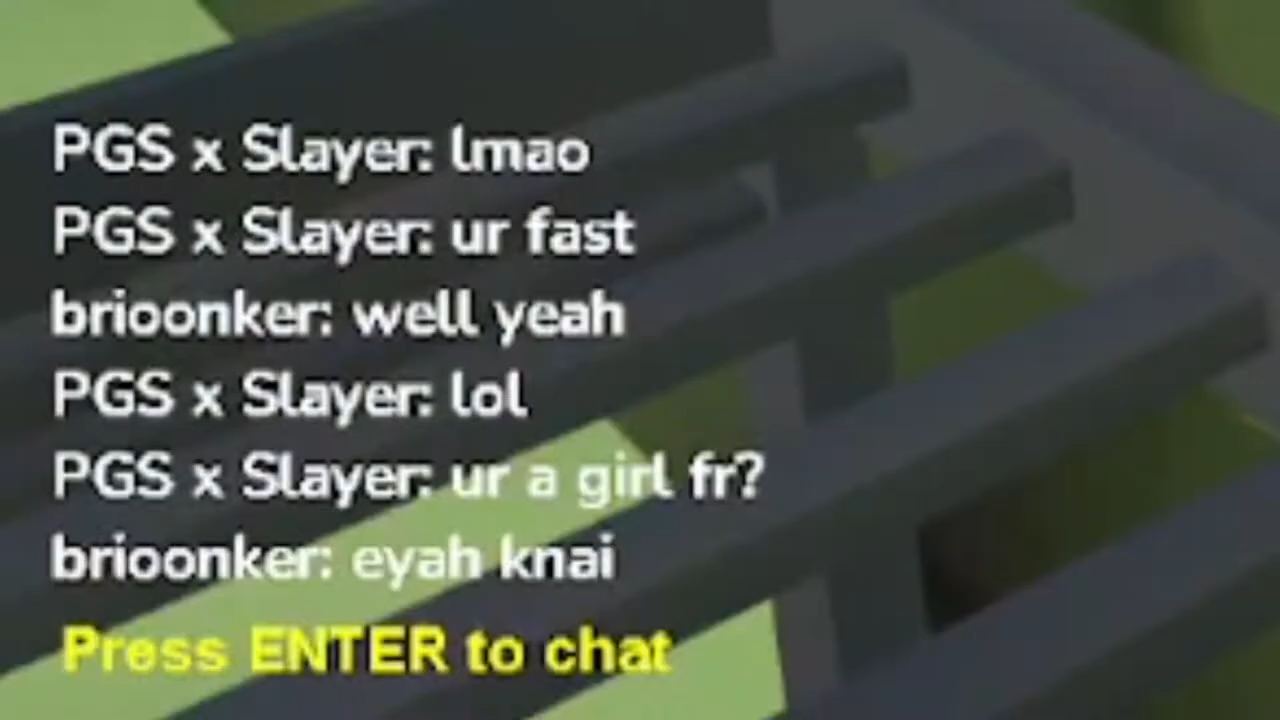 PGS x Slayer: lmao
PGS x Slayer: ur fast
brioonker: well yeah
PGS x Slayer: lol
PGS x Slayer: ur a girl fr?
brioonker: eyah knai
Press ENTER to chat